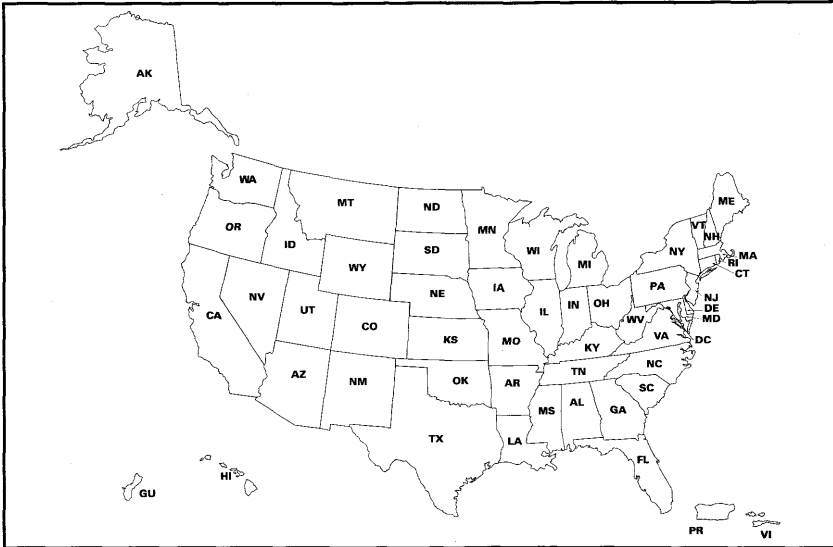 AK
WA
MT
ND
MN
ME
VT
NH
OR
ID
SD
WI
MI
NY
MA
RI
CT
WY
IA
PA
NJ
DE
MD
DC
NV
UT
NE
IL
IN
OH
WV
VA
CA
CO
KS
MO
KY
NC
AZ
NM
OK
AR
TN
SC
TX
LA
MS
AL
GA
FL
GU
HI
PR
VI